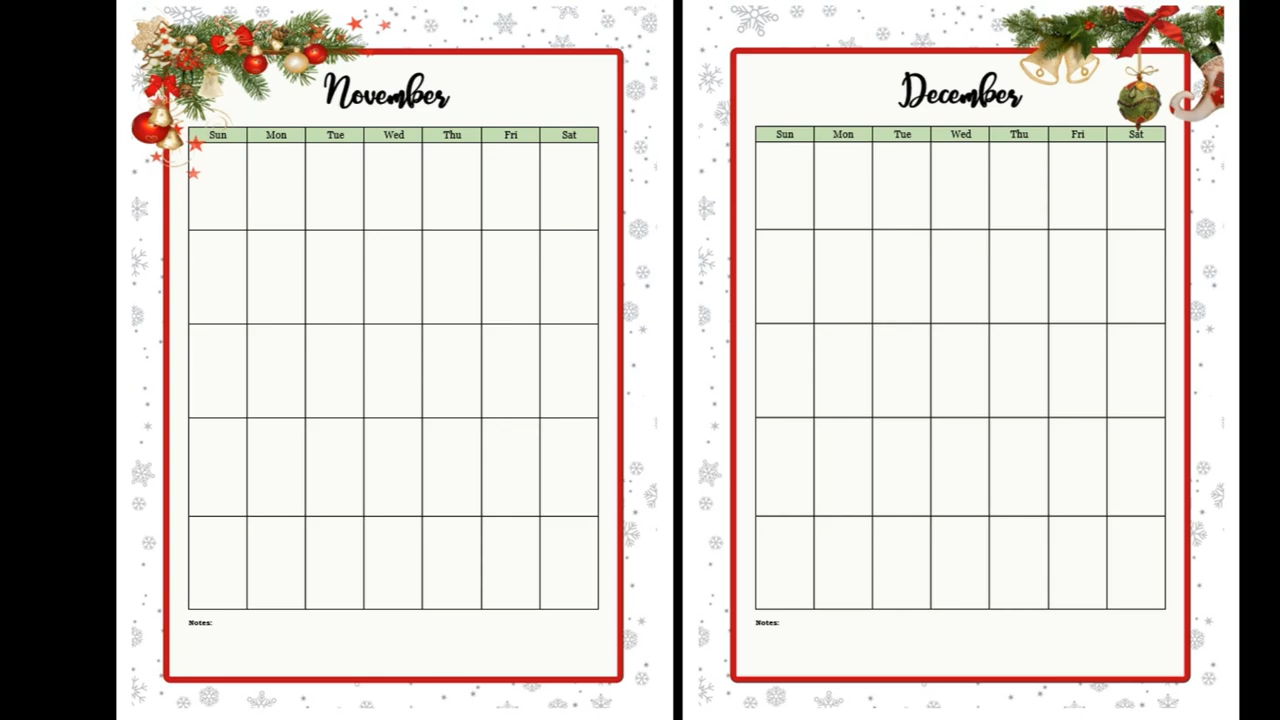 November
Sun Mon Tue Wed Thu Fri Sat
Notes:
December
Sun Mon Tue Wed Thu Fri Sat
Notes: